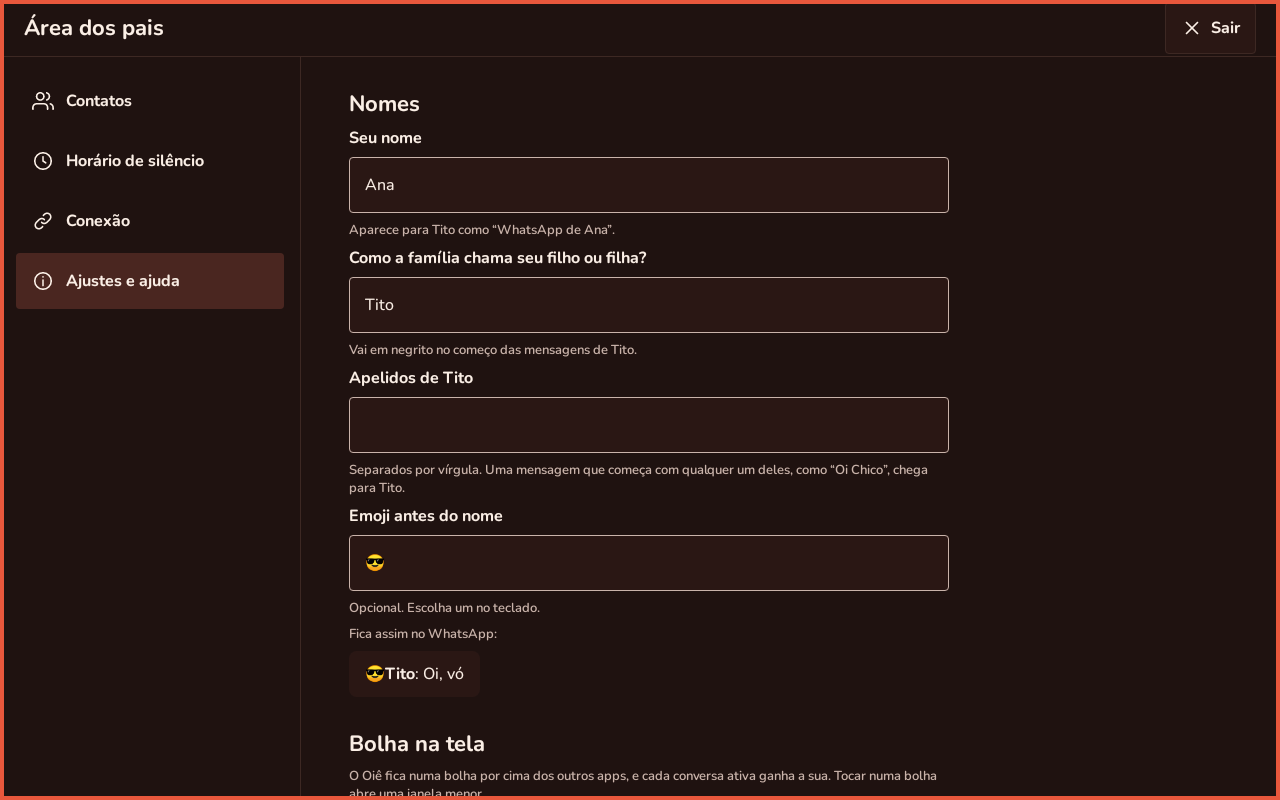 Área dos pais
Sair
Contatos
Horário de silêncio
Conexão
Ajustes e ajuda
Nomes
Seu nome
Ana
Aparece para Tito como “WhatsApp de Ana”.
Como a família chama seu filho ou filha?
Tito
Vai em negrito no começo das mensagens de Tito.
Apelidos de Tito
Separados por vírgula. Uma mensagem que começa com qualquer um deles, como “Oi Chico”, chega
para Tito.
Emoji antes do nome
😎
Opcional. Escolha um no teclado.
Fica assim no WhatsApp:
😎Tito: Oi, vó
Bolha na tela
O Oiê fica numa bolha por cima dos outros apps, e cada conversa ativa ganha a sua. Tocar numa bolha
abre uma janela menor.